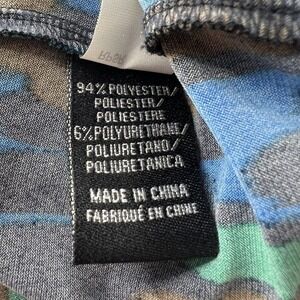 94% POLYESTER/
POLIESTER/
POLIESTERE
6% POLYURETHANE/
POLIURETANO/
POLIURETANICA
MADE IN CHINA
FABRIQUÉ EN CHINE